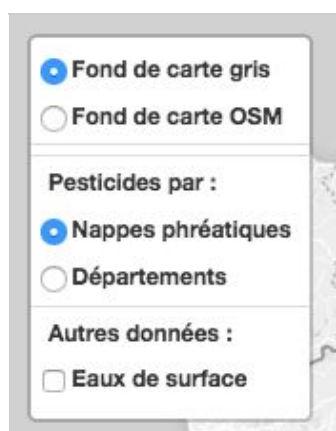 Fond de carte gris
Fond de carte OSM
Pesticides par :
Nappes phréatiques
Départements
Autres données :
Eaux de surface